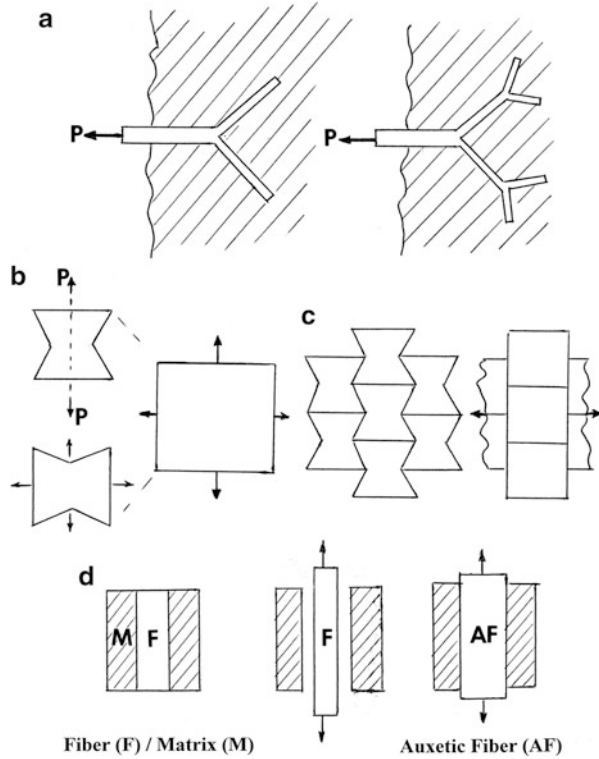 a
P
P
b
P
P
c
d
M F
F
AF
Fiber (F) / Matrix (M)
Auxetic Fiber (AF)